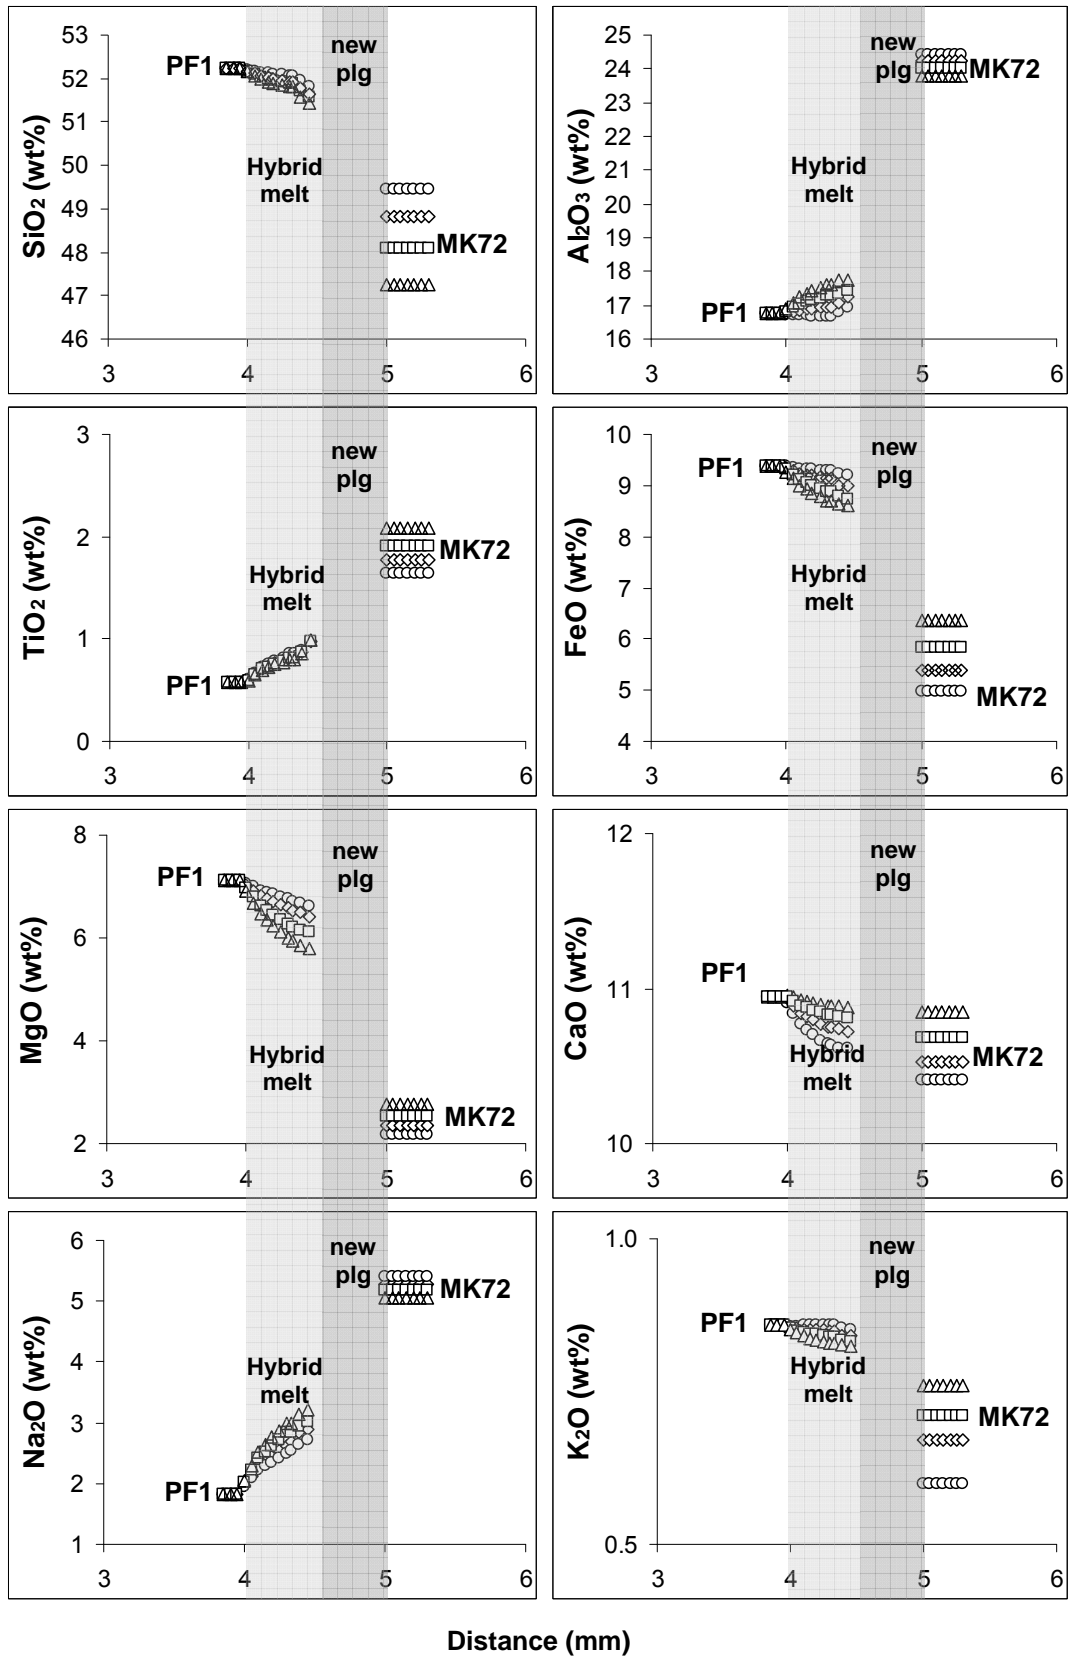 SiO2 (wt%)
53
52
51
50
49
48
47
46
PF1
new
plg
Hybrid
melt
MK72
3 4 5 6
Al2O3 (wt%)
25
24
23
22
21
20
19
18
17
16
new
plg
MK72
Hybrid
melt
PF1
3 4 5 6
TiO2 (wt%)
3
2
1
0
new
plg
MK72
Hybrid
melt
PF1
3 4 5 6
FeO (wt%)
10
9
8
7
6
5
4
PF1
new
plg
Hybrid
melt
MK72
3 4 5 6
MgO (wt%)
8
6
4
2
PF1
new
plg
Hybrid
melt
MK72
3 4 5 6
CaO (wt%)
12
11
10
new
plg
PF1
Hybrid
melt
MK72
3 4 5 6
Na2O (wt%)
6
5
4
3
2
1
new
plg
MK72
Hybrid
melt
PF1
3 4 5 6
K2O (wt%)
1.0
0.5
new
plg
PF1
Hybrid
melt
MK72
3 4 5 6
Distance (mm)